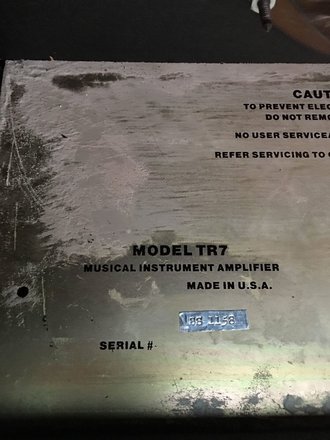 CAUT
TO PREVENT ELEC
DO NOT REMO
NO USER SERVICEA
REFER SERVICING TO
MODEL TR7
MUSICAL INSTRUMENT AMPLIFIER
MADE IN U.S.A.
1158
SERIAL #